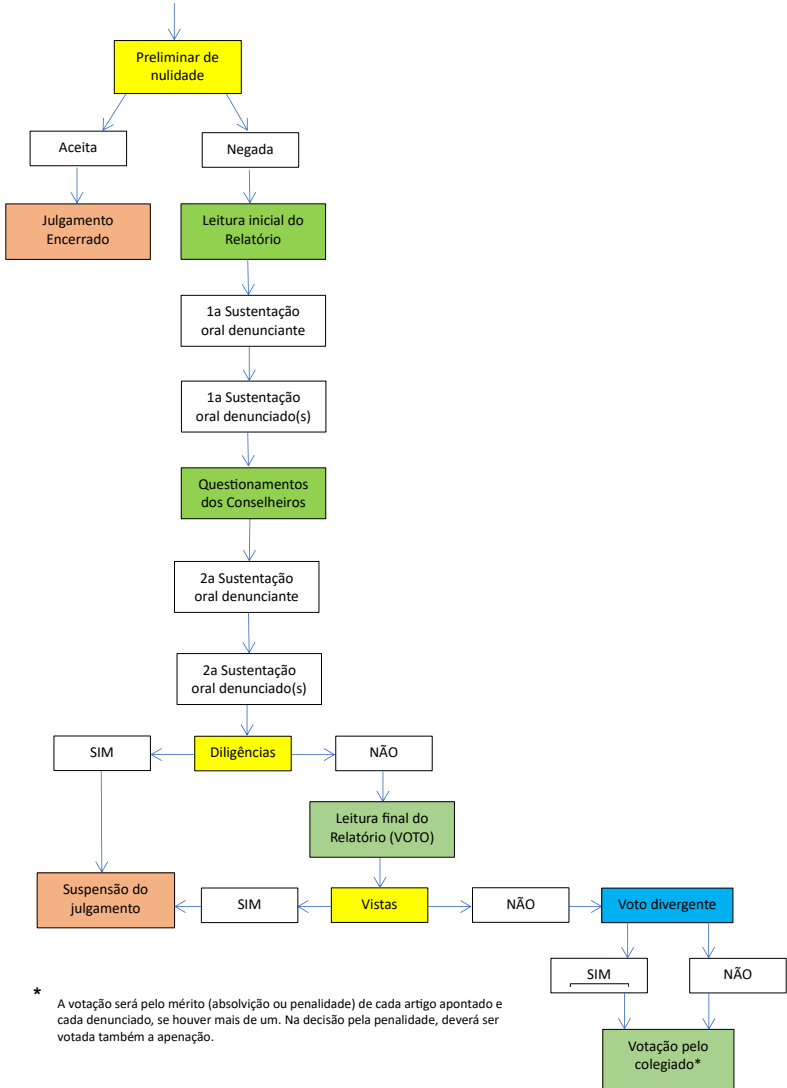 Preliminar de
nulidade
Aceita
Negada
Julgamento
Encerrado
Leitura inicial do
Relatório
1a Sustentação
oral denunciante
1a Sustentação
oral denunciado(s)
Questionamentos
dos Conselheiros
2a Sustentação
oral denunciante
2a Sustentação
oral denunciado(s)
SIM
Diligências
NÃO
Leitura final do
Relatório (VOTO)
Suspensão do
julgamento
SIM
Vistas
NÃO
Voto divergente
SIM
NÃO
Votação pelo
colegiado*
*
A votação será pelo mérito (absolvição ou penalidade) de cada artigo apontado e
cada denunciado, se houver mais de um. Na decisão pela penalidade, deverá ser
votada também a apenação.